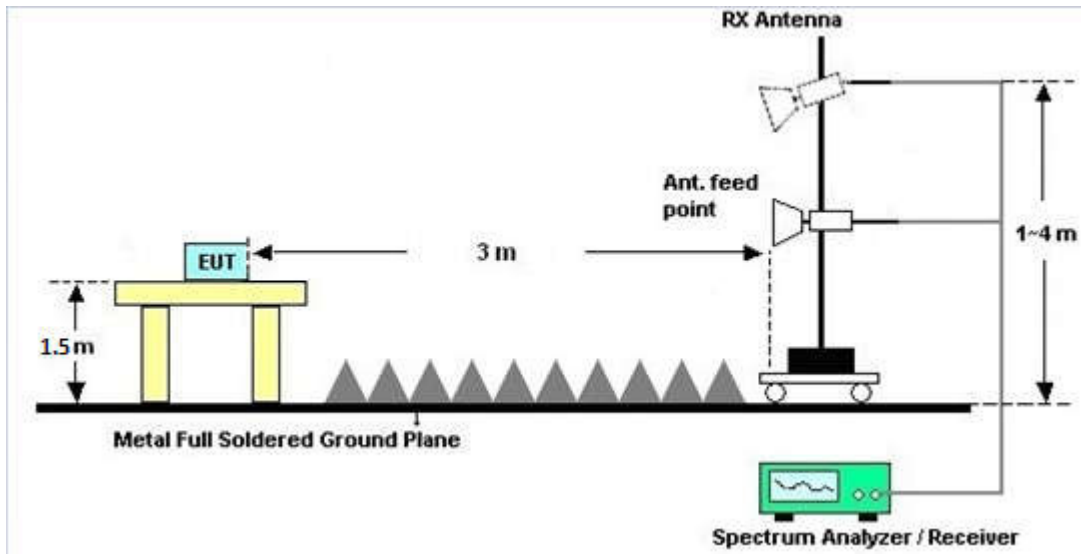 RX Antenna
Ant. feed
point
3 m
1~4 m
EUT
1.5 m
Metal Full Soldered Ground Plane
Spectrum Analyzer / Receiver